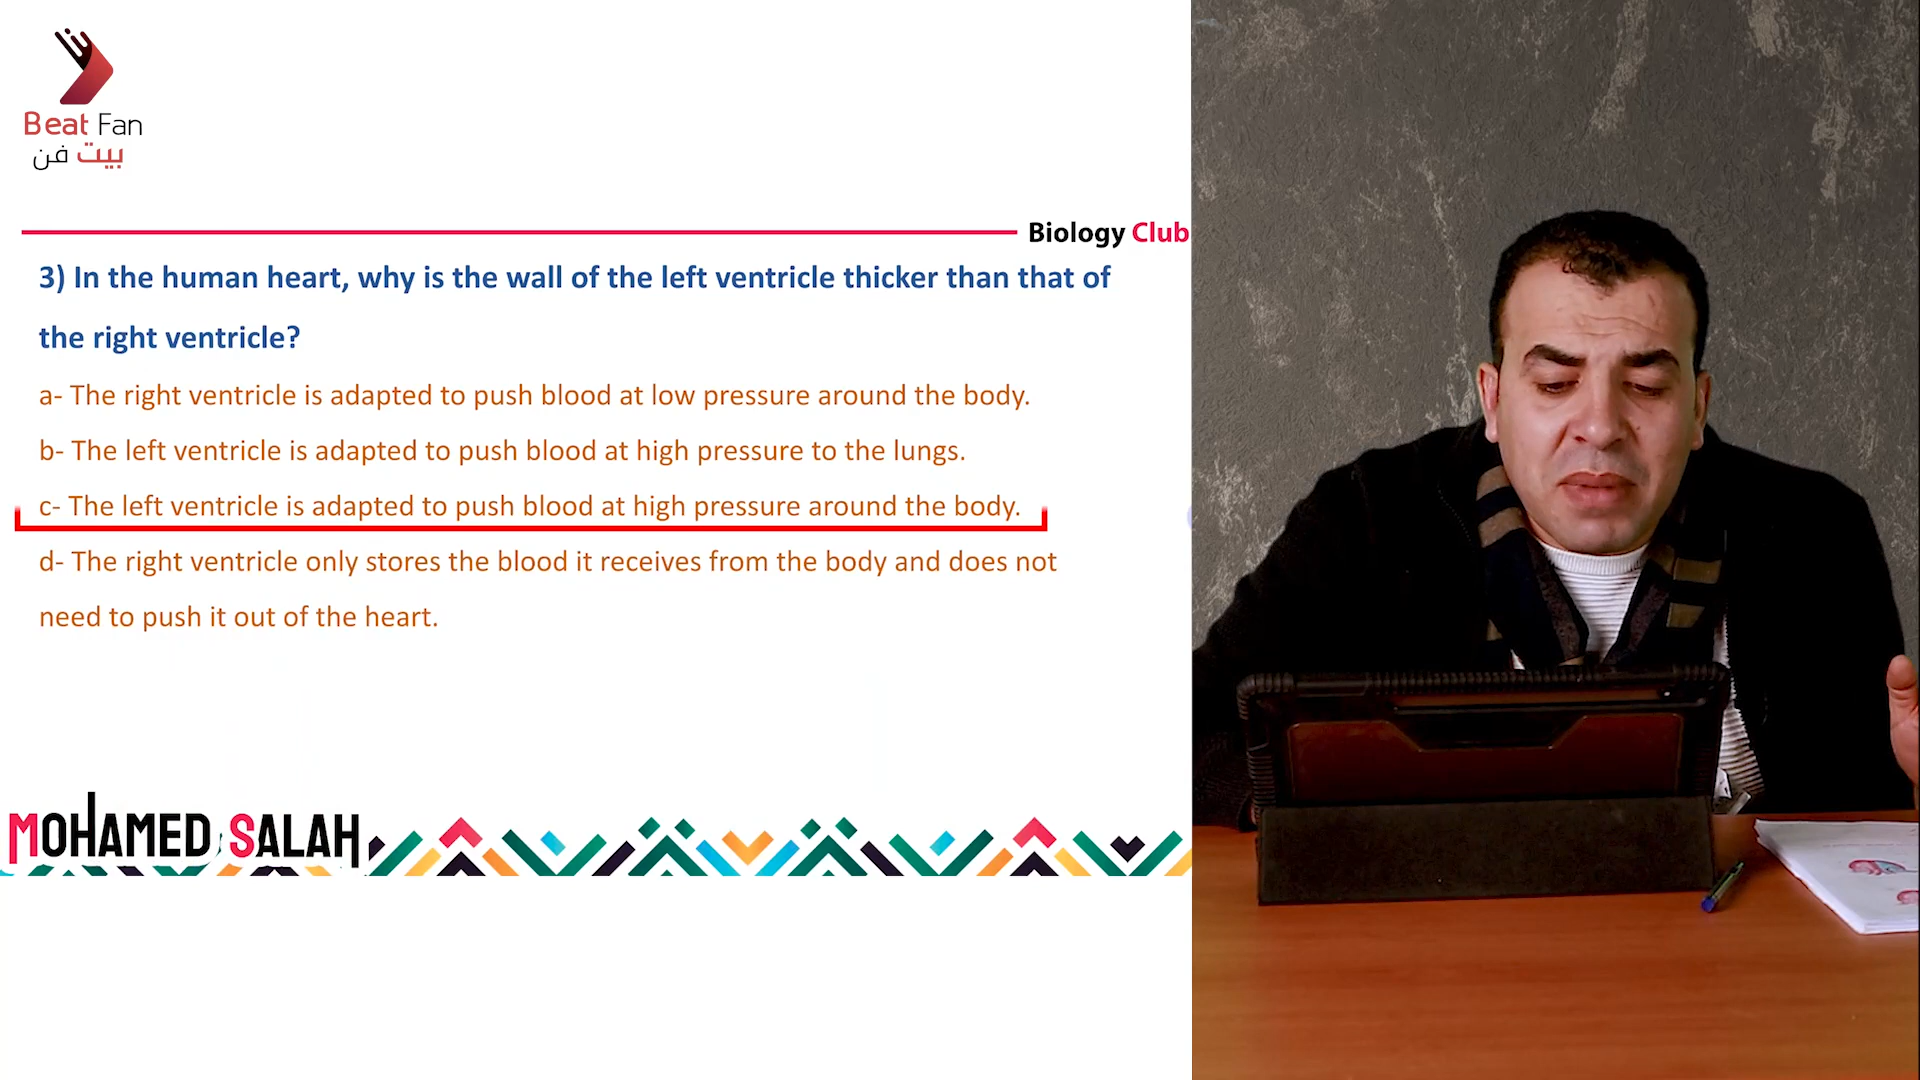 Beat Fan
بيت فن
Biology Club
3) In the human heart, why is the wall of the left ventricle thicker than that of
the right ventricle?
a- The right ventricle is adapted to push blood at low pressure around the body.
b- The left ventricle is adapted to push blood at high pressure to the lungs.
c- The left ventricle is adapted to push blood at high pressure around the body.
d- The right ventricle only stores the blood it receives from the body and does not
need to push it out of the heart.
MOHAMED SALAH